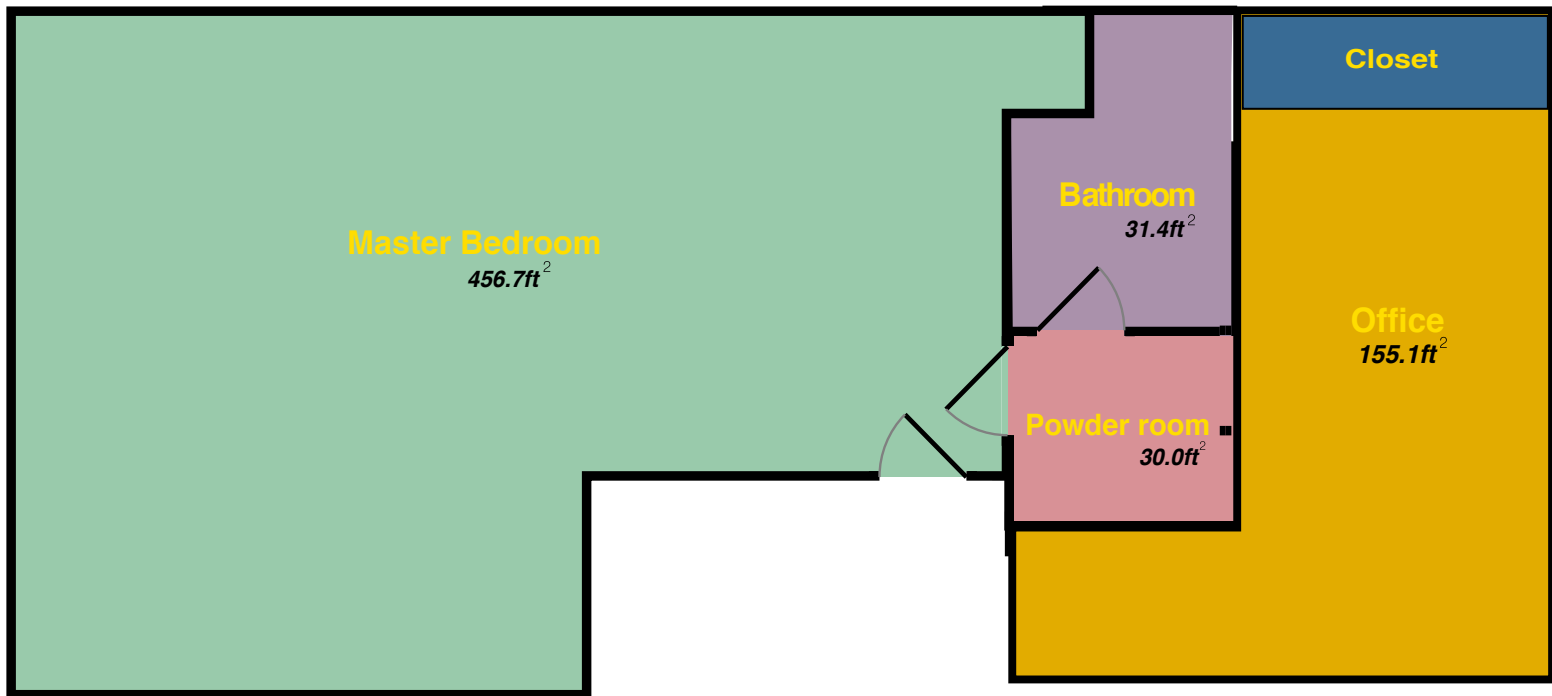 Closet
Bathroom
31.4ft²
Master Bedroom
456.7ft²
Office
155.1ft²
Powder room
30.0ft²